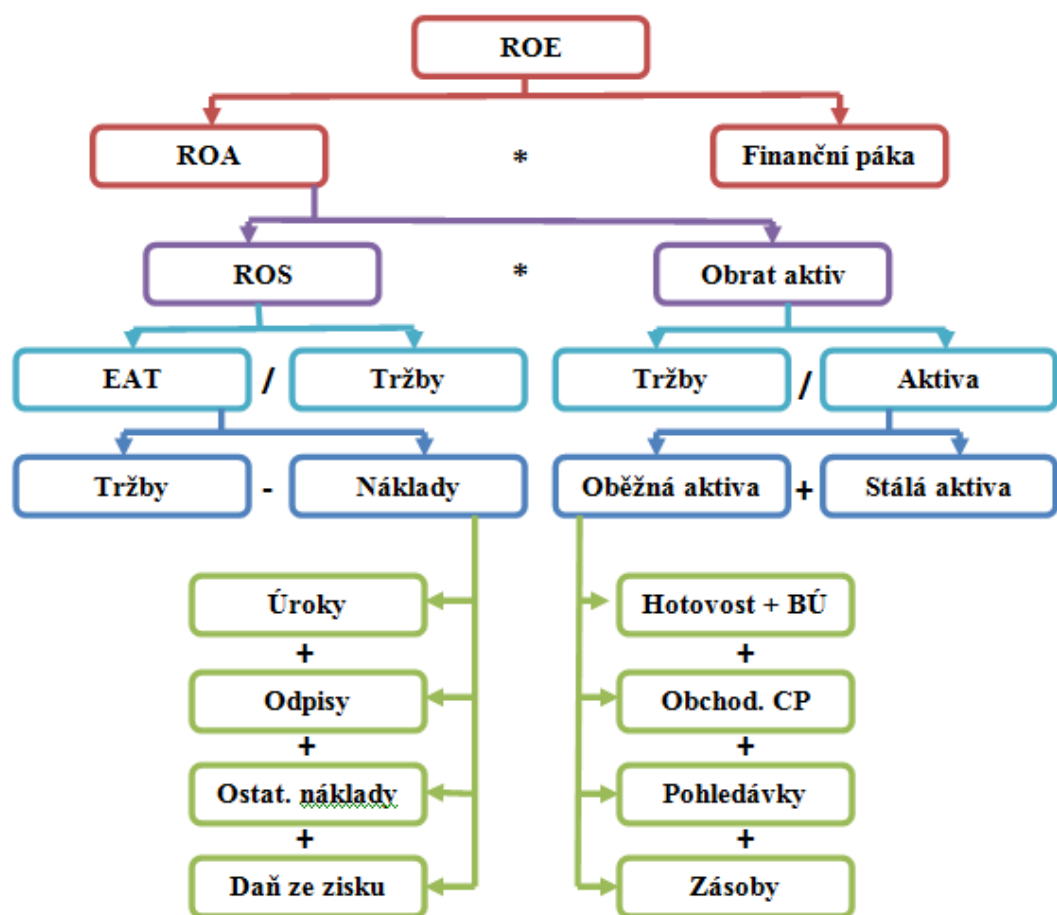 ROE
ROA * Finanční páka
ROS * Obrat aktiv
EAT / Tržby Tržby / Aktiva
Tržby - Náklady Oběžná aktiva + Stálá aktiva
Úroky Hotovost + BÚ
+ +
Odpisy Obchod. CP
+ +
Ostat. náklady Pohledávky
+ +
Daň ze zisku Zásoby